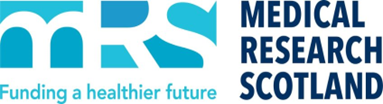 mRS
Funding a healthier future
MEDICAL
RESEARCH
SCOTLAND